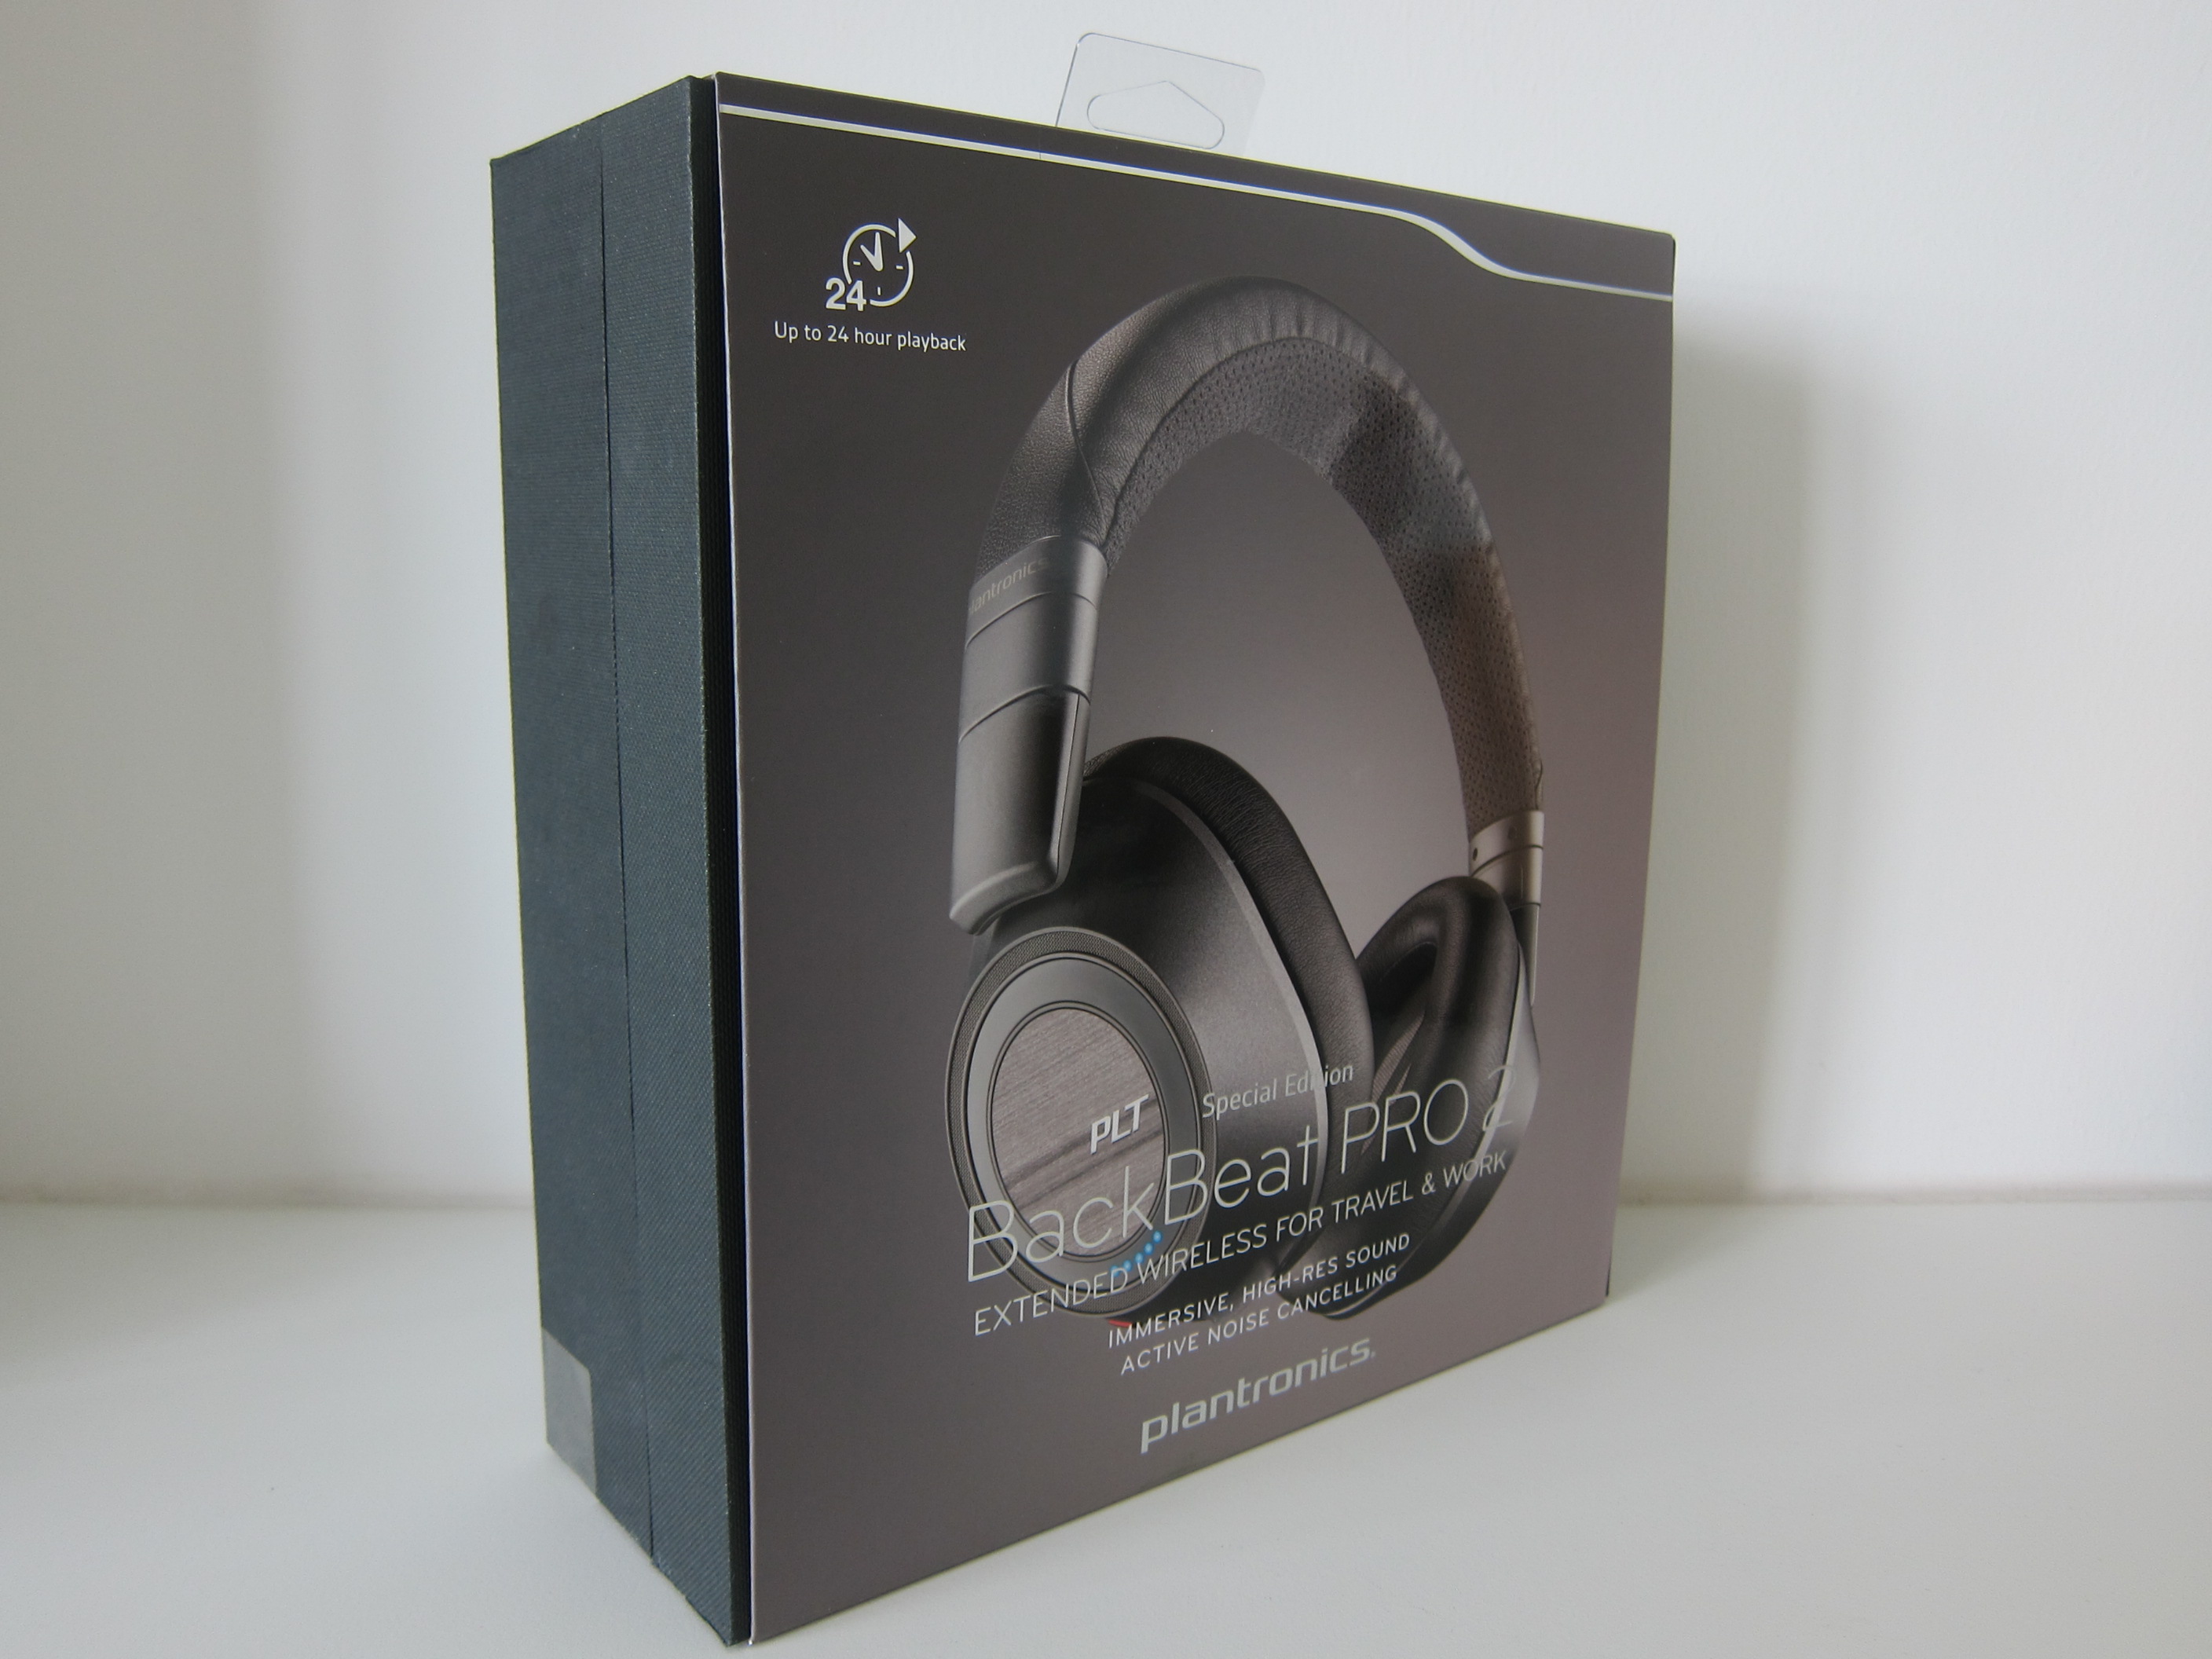 24
Up to 24 hour playback
plantronics
PLT
Special Edition
BackBeat PRO 2
EXTENDED WIRELESS FOR TRAVEL & WORK
IMMERSIVE, HIGH-RES SOUND
ACTIVE NOISE CANCELLING
plantronics.